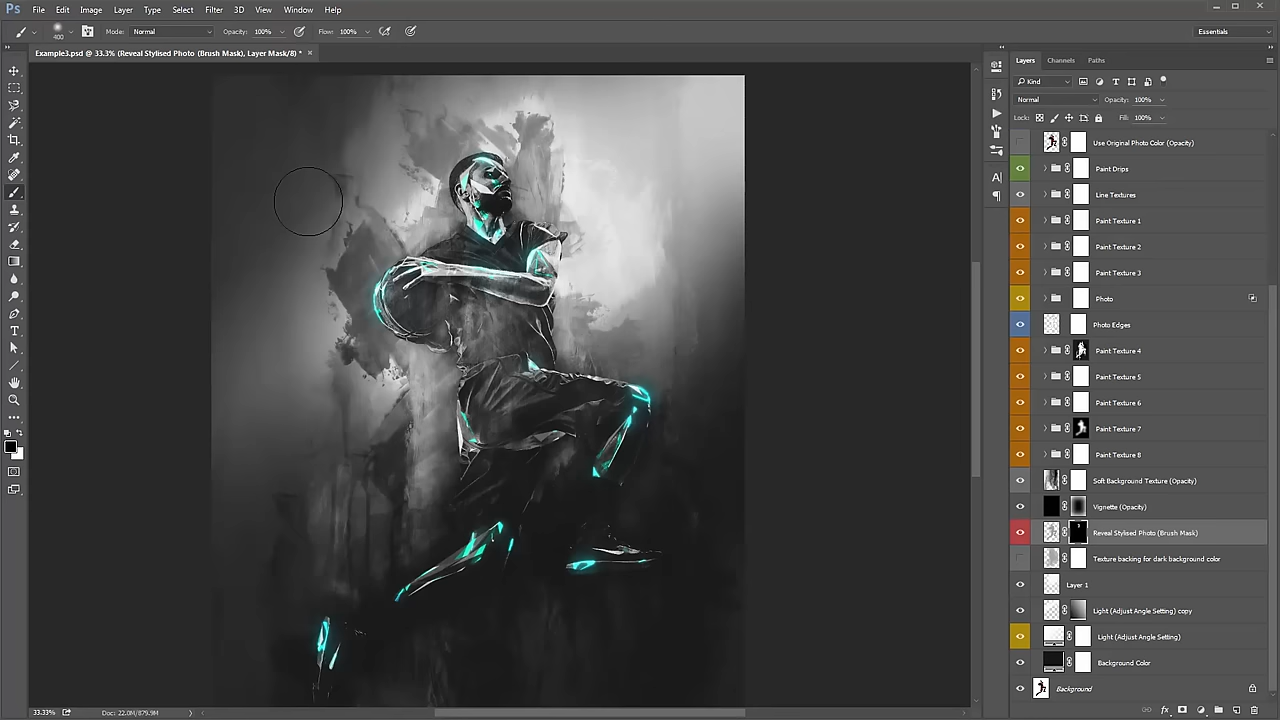 Ps File Edit Image Layer Type Select Filter 3D View Window Help
400 Mode: Normal Opacity: 100% Flow: 100% Essentials
Example3.psd @ 33.3% (Reveal Stylised Photo (Brush Mask), Layer Mask/8) *
Layers Channels Paths
Kind
Normal Opacity: 100%
Lock: Fill: 100%
Use Original Photo Color (Opacity)
Paint Drips
Line Textures
Paint Texture 1
Paint Texture 2
Paint Texture 3
Photo
Photo Edges
Paint Texture 4
Paint Texture 5
Paint Texture 6
Paint Texture 7
Paint Texture 8
Soft Background Texture (Opacity)
Vignette (Opacity)
Reveal Stylised Photo (Brush Mask)
Texture backing for dark background color
Layer 1
Light (Adjust Angle Setting) copy
Light (Adjust Angle Setting)
Background Color
Background
33.33% Doc: 22.0M/879.9M